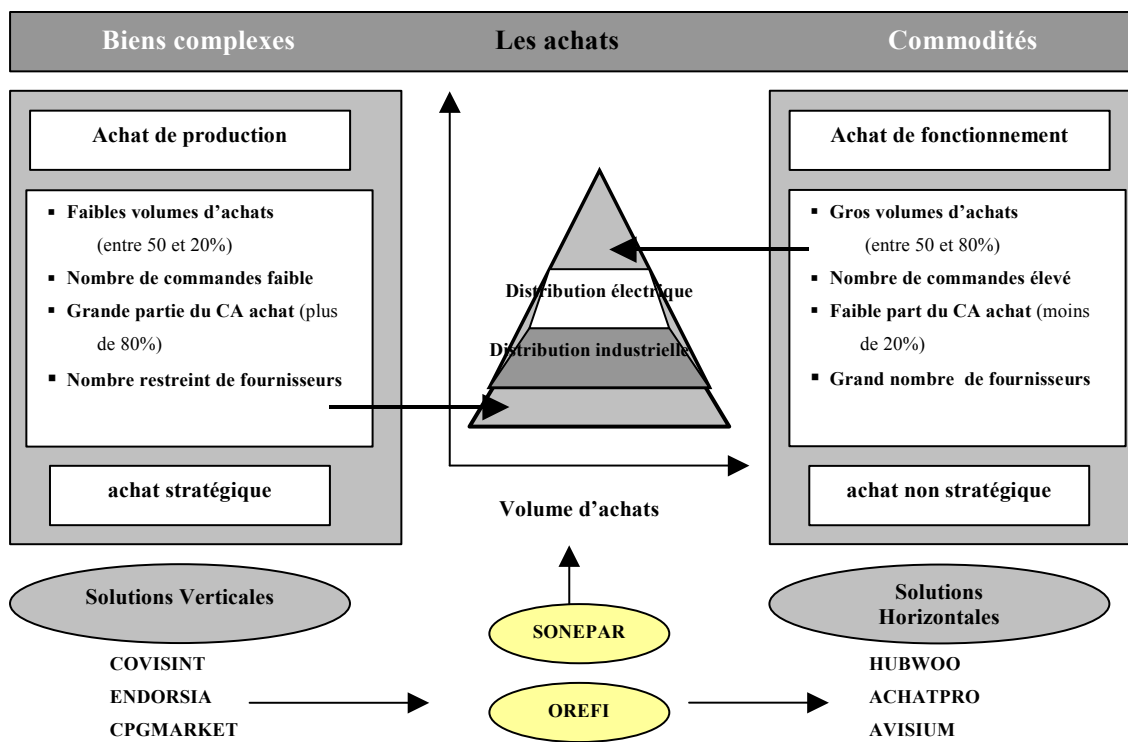 Biens complexes
Les achats
Commodités
Achat de production
▪ Faibles volumes d’achats
(entre 50 et 20%)
▪ Nombre de commandes faible
▪ Grande partie du CA achat (plus
de 80%)
▪ Nombre restreint de fournisseurs
achat stratégique
Distribution électrique
Distribution industrielle
Volume d’achats
Achat de fonctionnement
▪ Gros volumes d’achats
(entre 50 et 80%)
▪ Nombre de commandes élevé
▪ Faible part du CA achat (moins
de 20%)
▪ Grand nombre de fournisseurs
achat non stratégique
Solutions Verticales
COVISINT
ENDORSIA
CPGMARKET
SONEPAR
OREFI
Solutions
Horizontales
HUBWOO
ACHATPRO
AVISIUM